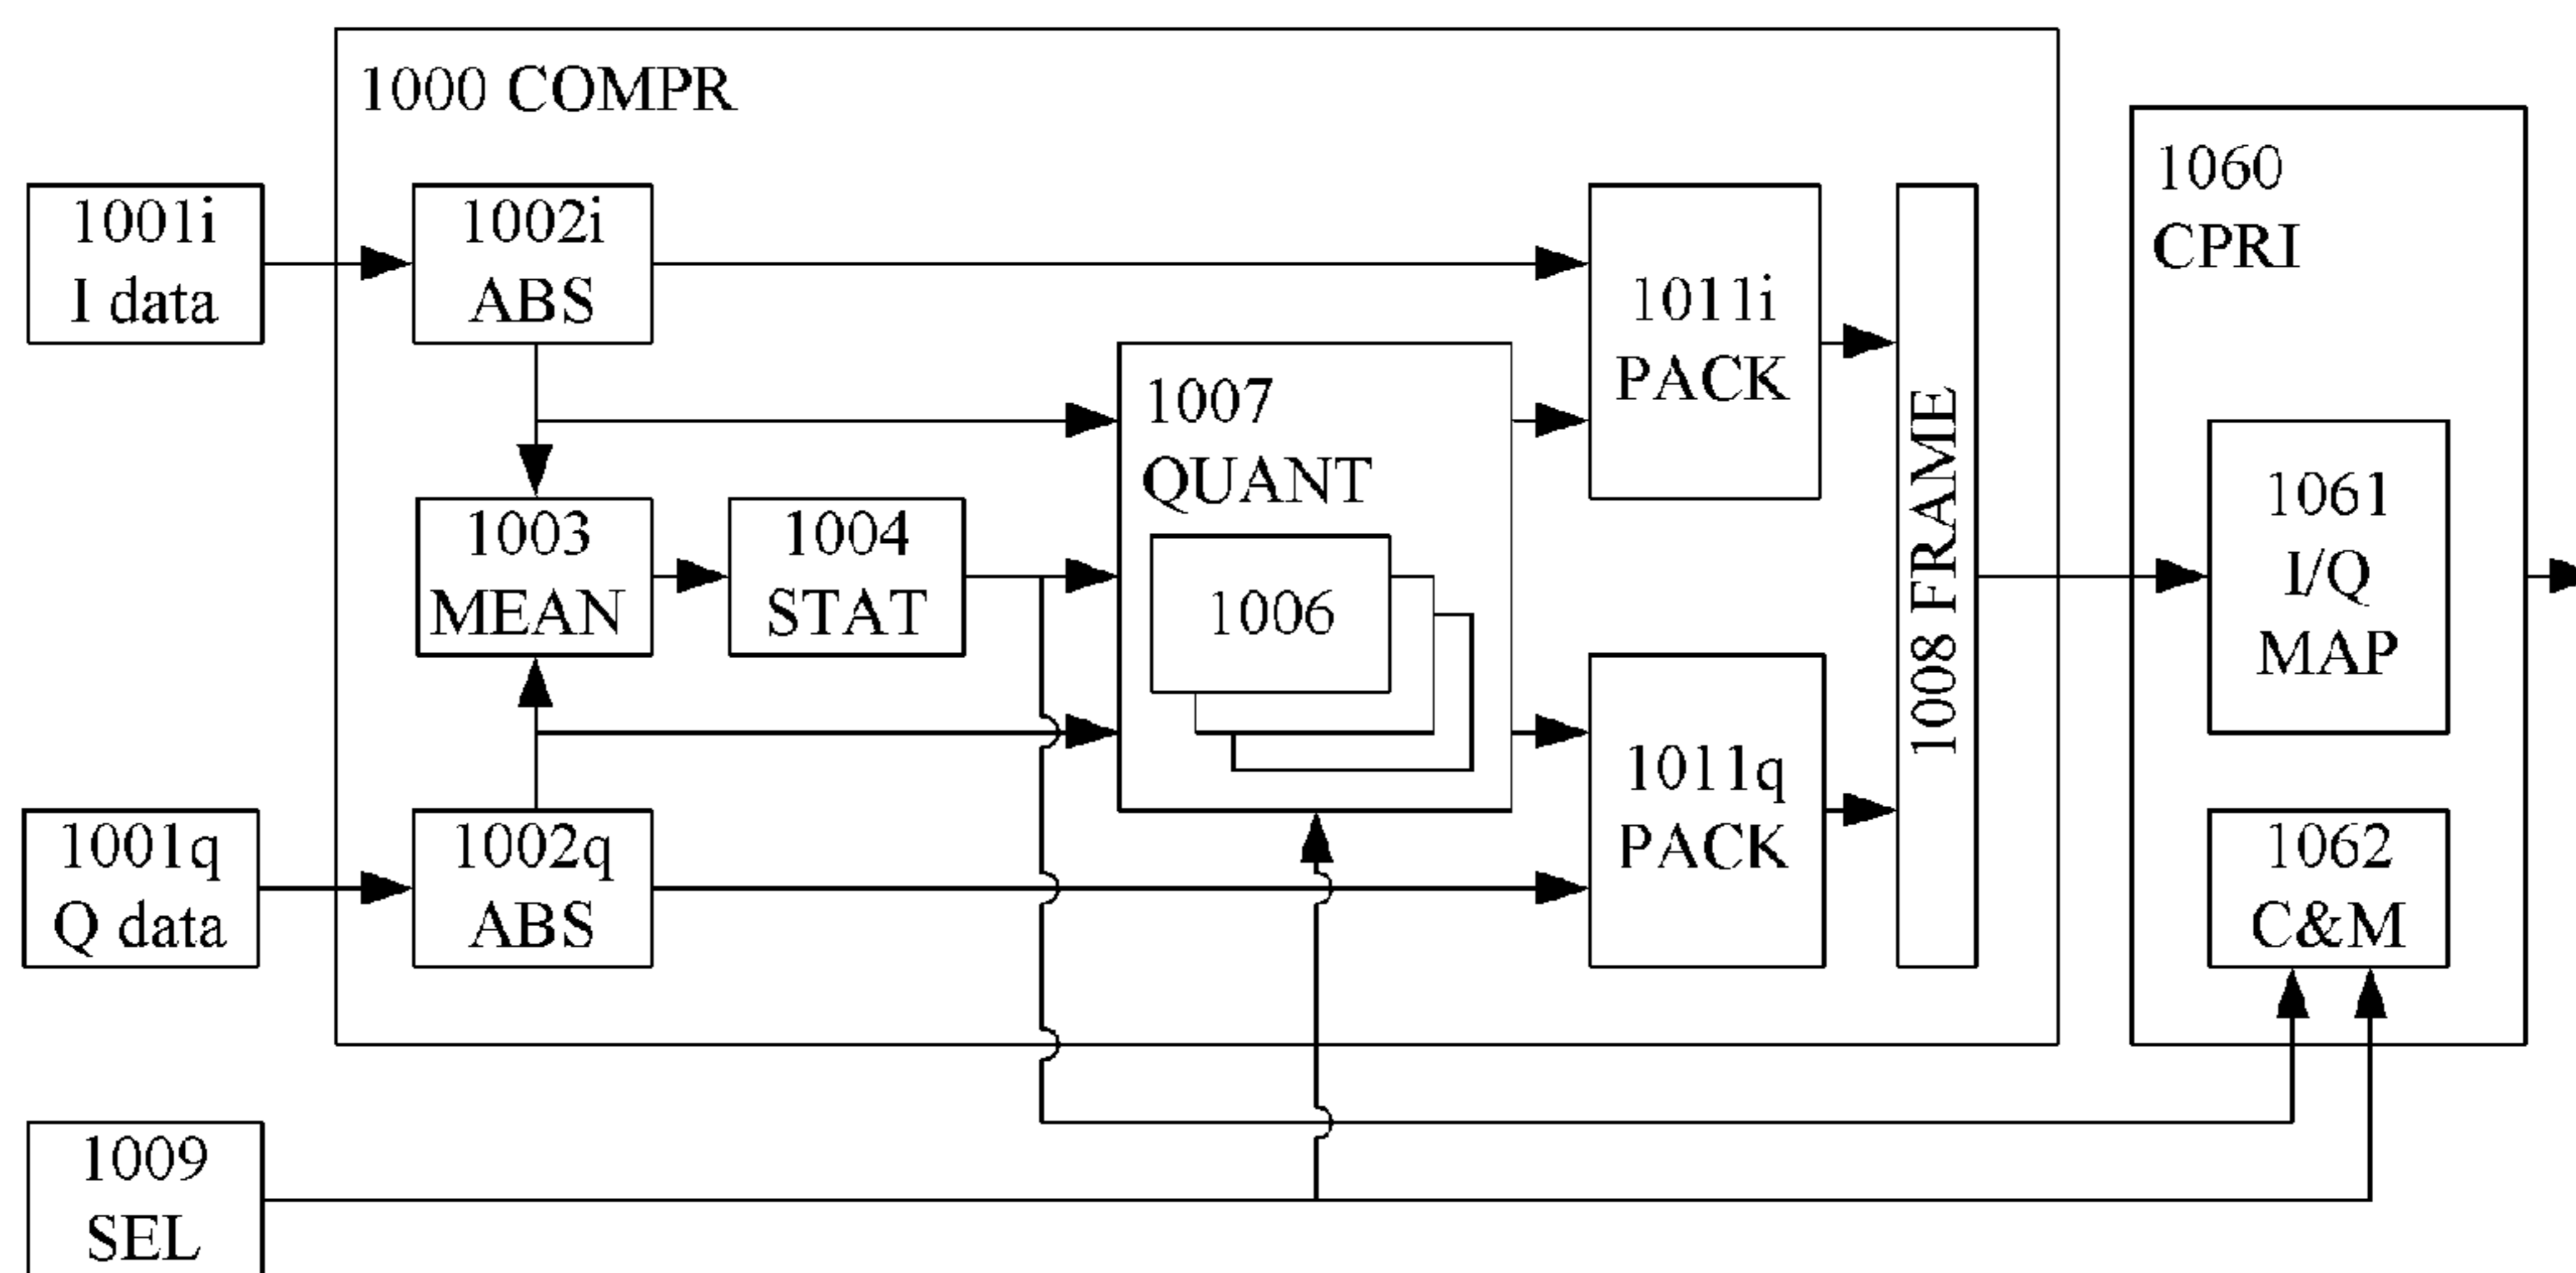 1000 COMPR
1001i
I data
1002i
ABS
1003
MEAN
1004
STAT
1007
QUANT
1006
1011i
PACK
1008 FRAME
1060
CPRI
1061
I/Q
MAP
1001q
Q data
1002q
ABS
1011q
PACK
1062
C&M
1009
SEL